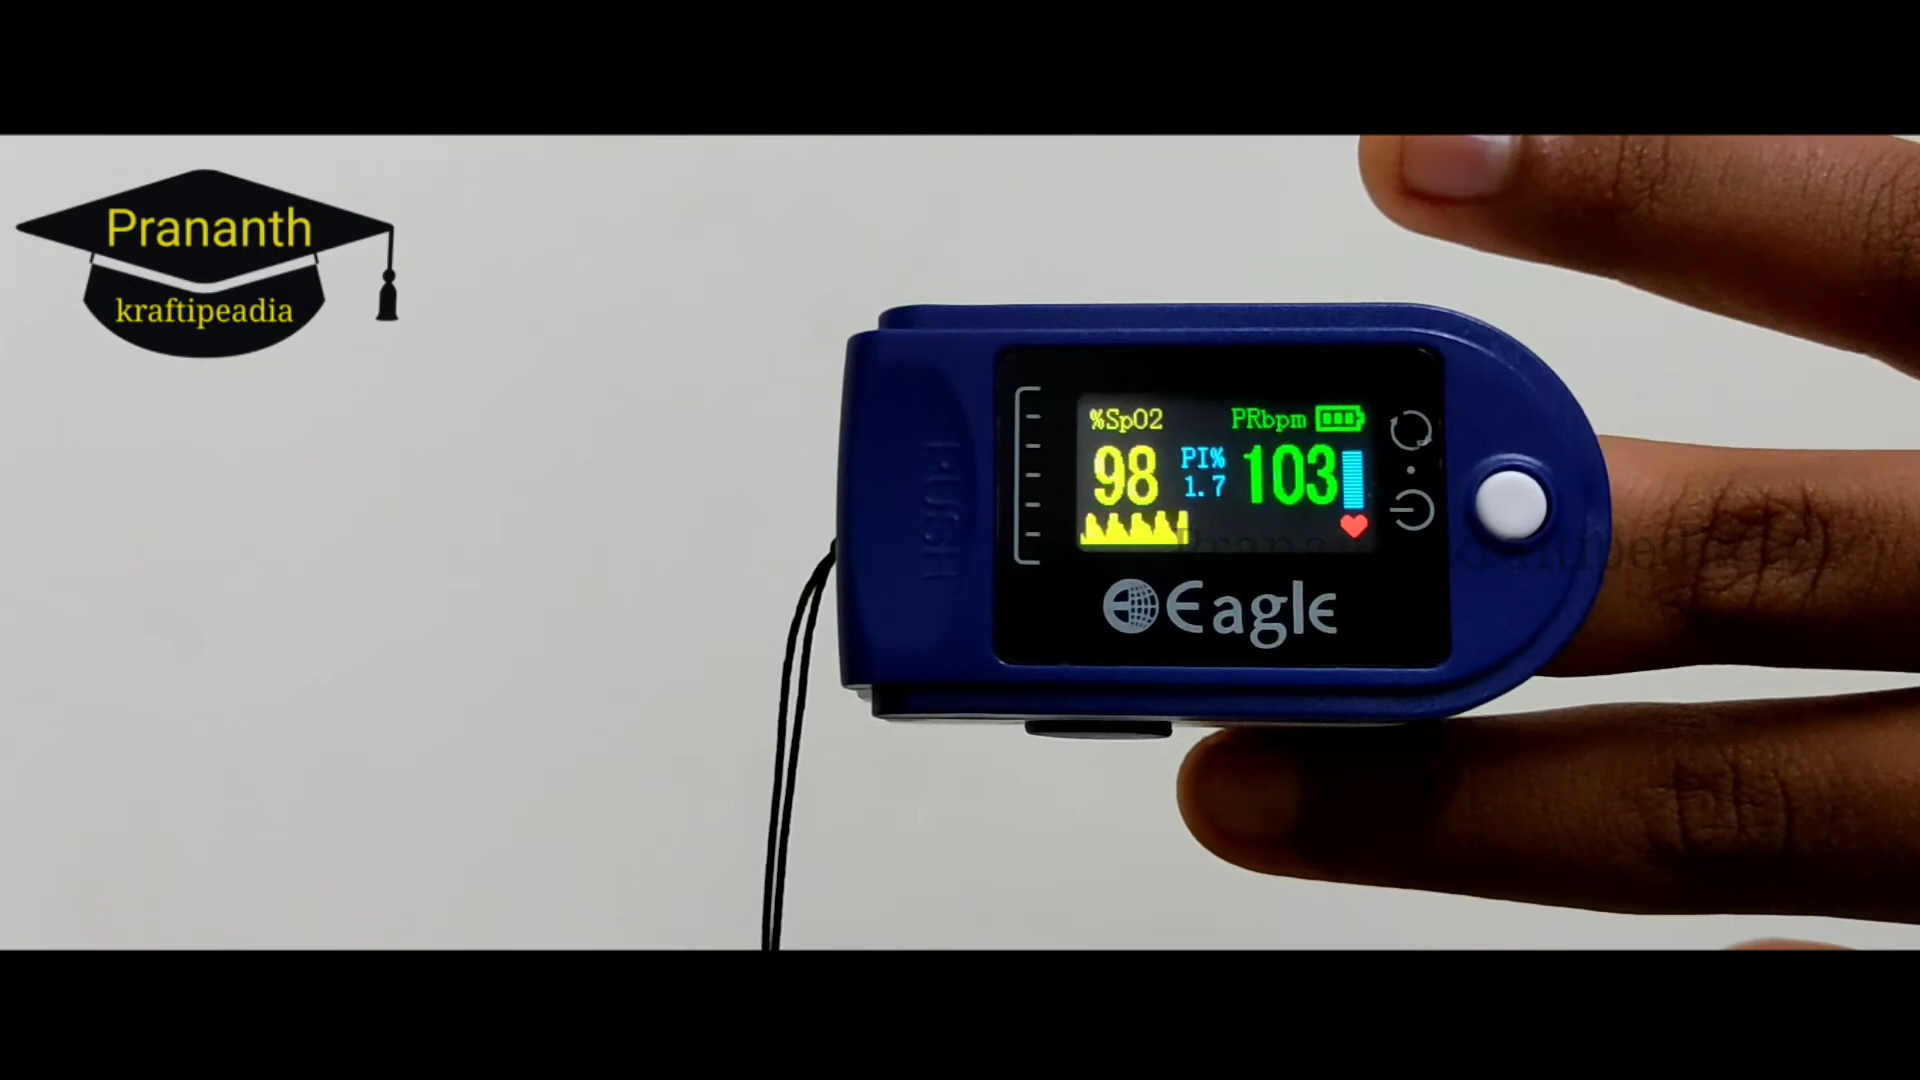 Prananth
kraftipeadia
%SpO2
PRbpm
98
PI%
1.7
103
PUSH
Eagle